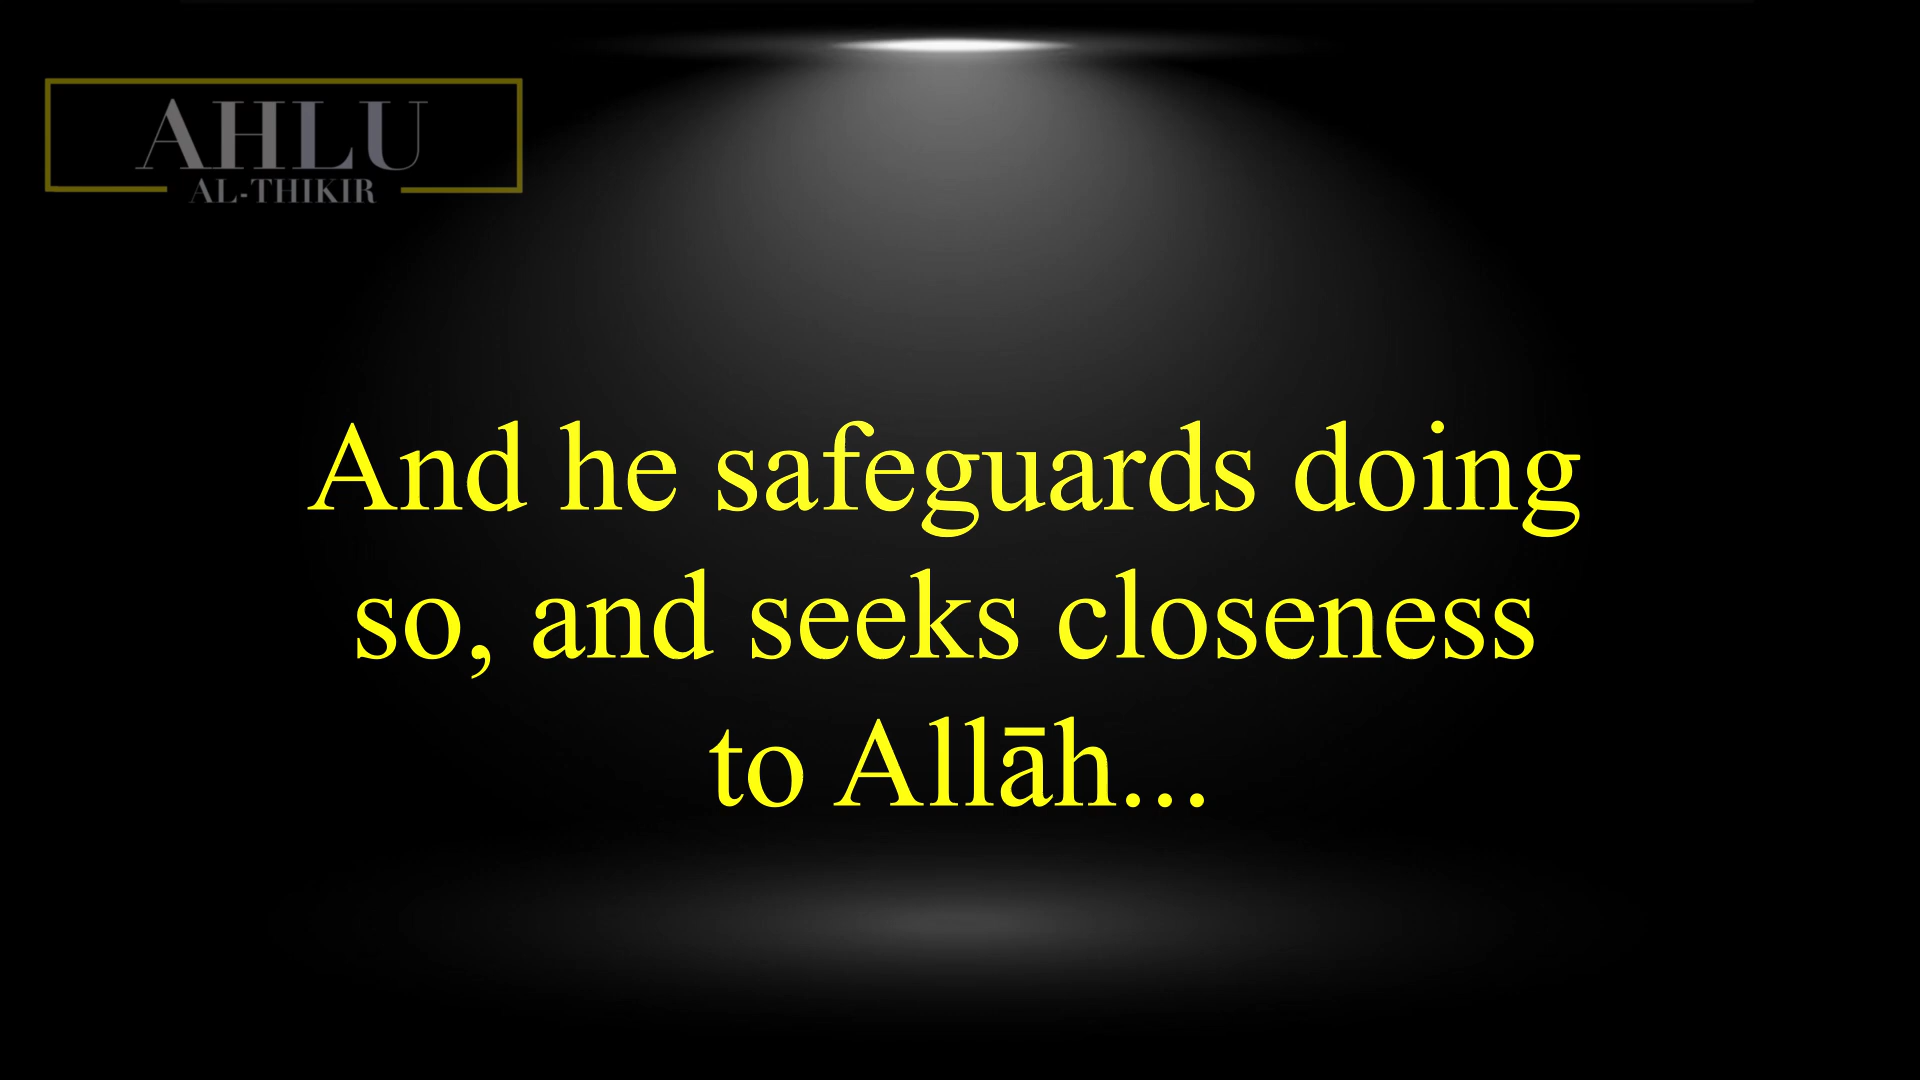 AHLU
AL-THIKIR
And he safeguards doing
so, and seeks closeness
to Allāh...